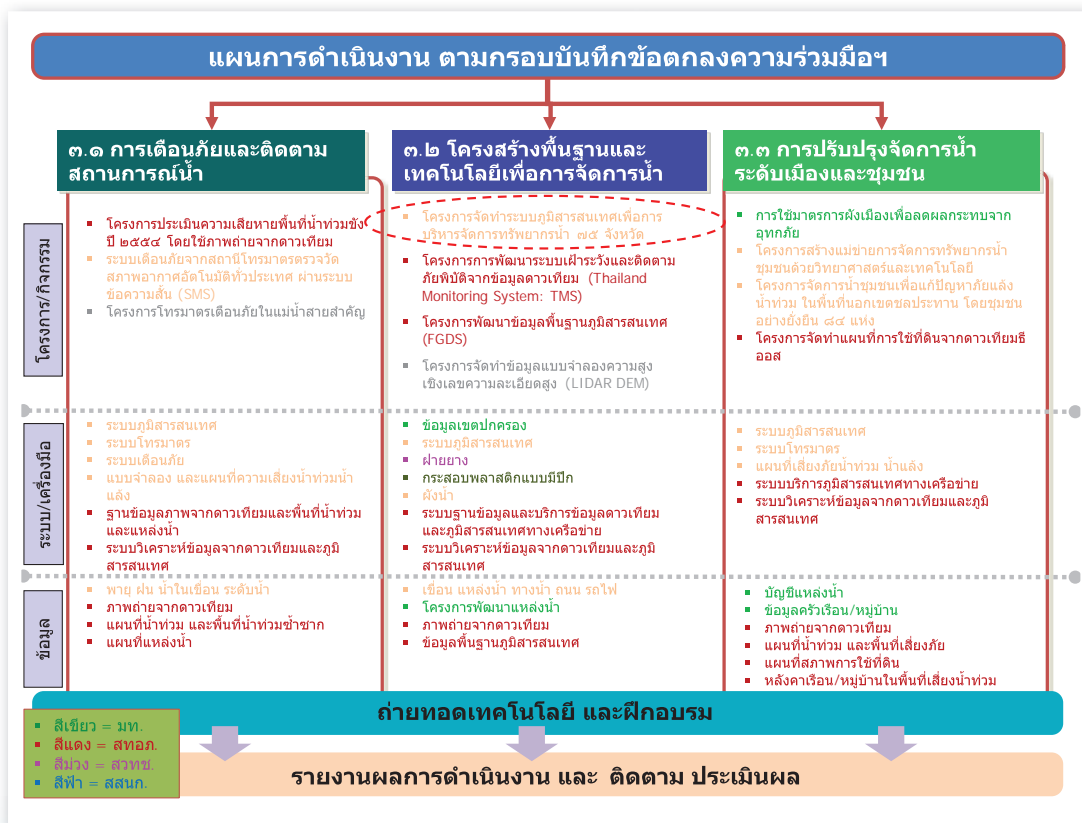 แผนการดำเนินงาน ตามกรอบบันทึกข้อตกลงความร่วมมือฯ
๓.๑ การเตือนภัยและติดตาม
สถานการณ์น้ำ
๓.๒ โครงสร้างพื้นฐานและ
เทคโนโลยีเพื่อการจัดการน้ำ
๓.๓ การปรับปรุงจัดการน้ำ
ระดับเมืองและชุมชน
โครงการ/กิจกรรม
โครงการประเมินความเสียหายพื้นที่น้ำท่วมขัง
ปี ๒๕๕๔ โดยใช้ภาพถ่ายจากดาวเทียม
ระบบเตือนภัยจากสถานีโทรมาตรตรวจวัด
สภาพอากาศอัตโนมัติทั่วประเทศ ผ่านระบบ
ข้อความสั้น (SMS)
โครงการโทรมาตรเตือนภัยในแม่น้ำสายสำคัญ
โครงการจัดทำระบบภูมิสารสนเทศเพื่อการ
บริหารจัดการทรัพยากรน้ำ ๗๕ จังหวัด
โครงการการพัฒนาระบบเฝ้าระวังและติดตาม
ภัยพิบัติจากข้อมูลดาวเทียม (Thailand
Monitoring System: TMS)
โครงการพัฒนาข้อมูลพื้นฐานภูมิสารสนเทศ
(FGDS)
โครงการจัดทำข้อมูลแบบจำลองความสูง
เชิงเลขความละเอียดสูง (LIDAR DEM)
การใช้มาตรการผังเมืองเพื่อลดผลกระทบจาก
อุทกภัย
โครงการสร้างแม่ข่ายการจัดการทรัพยากรน้ำ
ชุมชนด้วยวิทยาศาสตร์และเทคโนโลยี
โครงการจัดการน้ำชุมชนเพื่อแก้ปัญหาภัยแล้ง
น้ำท่วม ในพื้นที่นอกเขตชลประทาน โดยชุมชน
อย่างยั่งยืน ๘๔ แห่ง
โครงการจัดทำแผนที่การใช้ที่ดินจากดาวเทียมธี
ออส
ระบบ/เครื่องมือ
ระบบภูมิสารสนเทศ
ระบบโทรมาตร
ระบบเตือนภัย
แบบจำลอง และแผนที่ความเสี่ยงน้ำท่วมน้ำ
แล้ง
ฐานข้อมูลภาพจากดาวเทียมและพื้นที่น้ำท่วม
และแหล่งน้ำ
ระบบวิเคราะห์ข้อมูลจากดาวเทียมและภูมิ
สารสนเทศ
ข้อมูลเขตปกครอง
ระบบภูมิสารสนเทศ
ฝายยาง
กระสอบพลาสติกแบบมีปีก
ผังน้ำ
ระบบฐานข้อมูลและบริการข้อมูลดาวเทียม
และภูมิสารสนเทศทางเครือข่าย
ระบบวิเคราะห์ข้อมูลจากดาวเทียมและภูมิ
สารสนเทศ
ระบบภูมิสารสนเทศ
ระบบโทรมาตร
แผนที่เสี่ยงภัยน้ำท่วม น้ำแล้ง
ระบบบริการภูมิสารสนเทศทางเครือข่าย
ระบบวิเคราะห์ข้อมูลจากดาวเทียมและภูมิ
สารสนเทศ
ข้อมูล
พายุ ฝน น้ำในเขื่อน ระดับน้ำ
ภาพถ่ายจากดาวเทียม
แผนที่น้ำท่วม และพื้นที่น้ำท่วมซ้ำซาก
แผนที่แหล่งน้ำ
เขื่อน แหล่งน้ำ ทางน้ำ ถนน รถไฟ
โครงการพัฒนาแหล่งน้ำ
ภาพถ่ายจากดาวเทียม
ข้อมูลพื้นฐานภูมิสารสนเทศ
บัญชีแหล่งน้ำ
ข้อมูลครัวเรือน/หมู่บ้าน
ภาพถ่ายจากดาวเทียม
แผนที่น้ำท่วม และพื้นที่เสี่ยงภัย
แผนที่สภาพการใช้ที่ดิน
หลังคาเรือน/หมู่บ้านในพื้นที่เสี่ยงน้ำท่วม
ถ่ายทอดเทคโนโลยี และฝึกอบรม
สีเขียว = มท.
สีแดง = สทอภ.
สีม่วง = สวทช.
สีฟ้า = สสนก.
รายงานผลการดำเนินงาน และ ติดตาม ประเมินผล